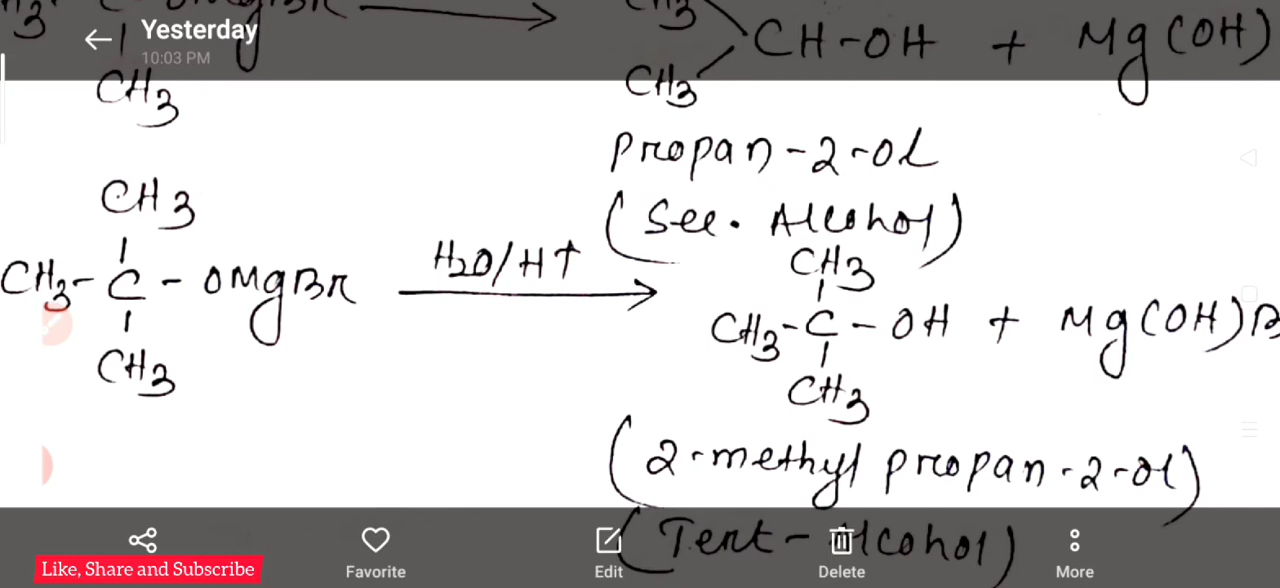 Yesterday
10:03 PM
CH3
CH3
CH-OH + Mg(OH)
CH3
Propan-2-ol
(Sec. Alcohol)
CH3
CH3-C-OMgBr
CH3
H2O/H+
CH3
CH3-C-OH + Mg(OH)B
CH3
(2-methyl propan-2-ol)
(Tert-Alcohol)
Like, Share and Subscribe
Favorite
Edit
Delete
More